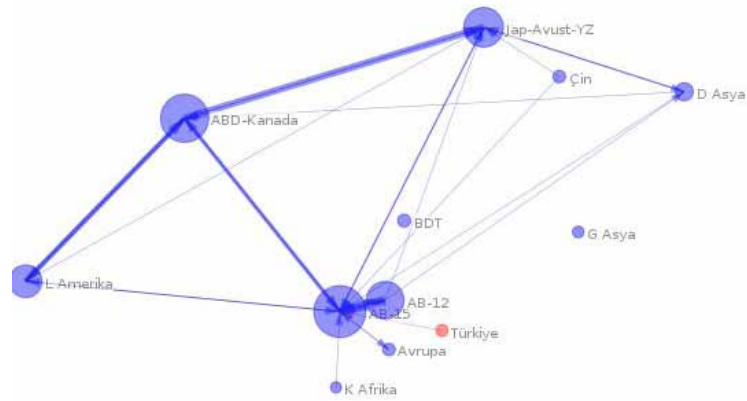 Jap-Avust-YZ
Çin
D Asya
ABD-Kanada
BDT
G Asya
L Amerika
AB-12
AB-15
Türkiye
Avrupa
K Afrika